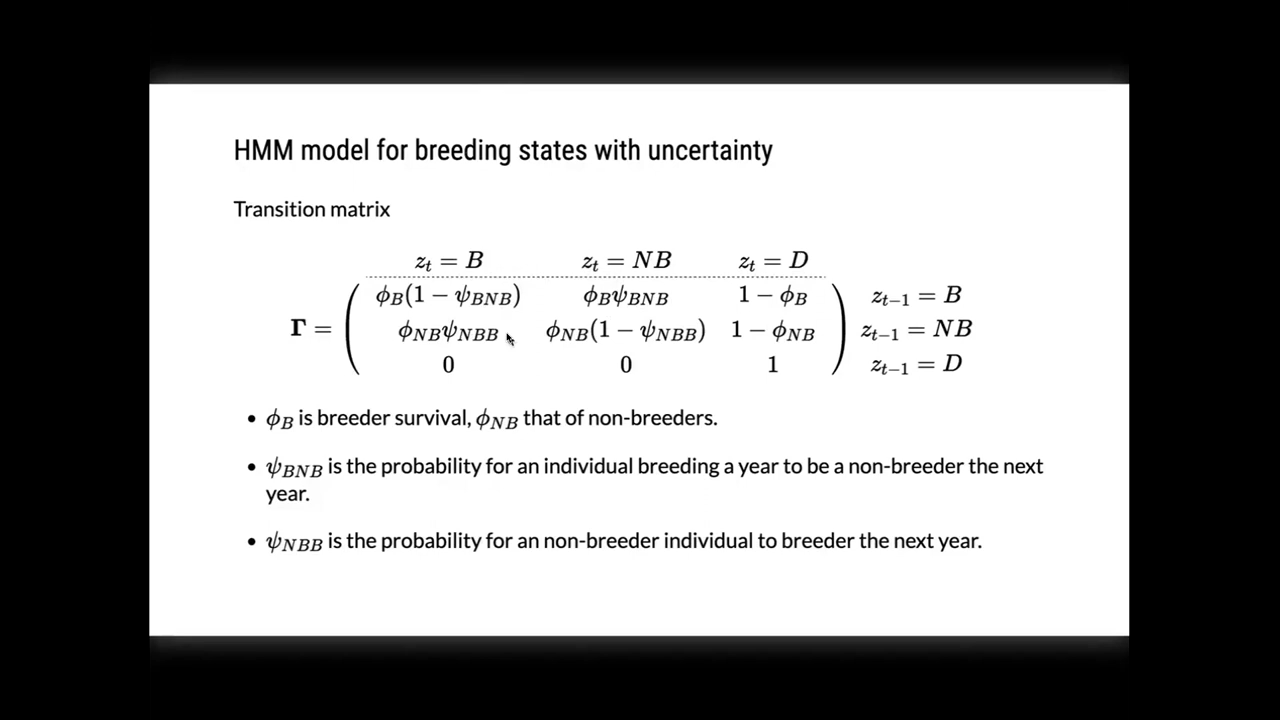 HMM model for breeding states with uncertainty
Transition matrix
z_t = B z_t = NB z_t = D
ϕ_B(1 − ψ_BNB) ϕ_Bψ_BNB 1 − ϕ_B z_{t−1} = B
Γ = ϕ_NBψ_NBB ϕ_NB(1 − ψ_NBB) 1 − ϕ_NB z_{t−1} = NB
0 0 1 z_{t−1} = D
• ϕ_B is breeder survival, ϕ_NB that of non-breeders.
• ψ_BNB is the probability for an individual breeding a year to be a non-breeder the next
year.
• ψ_NBB is the probability for an non-breeder individual to breeder the next year.